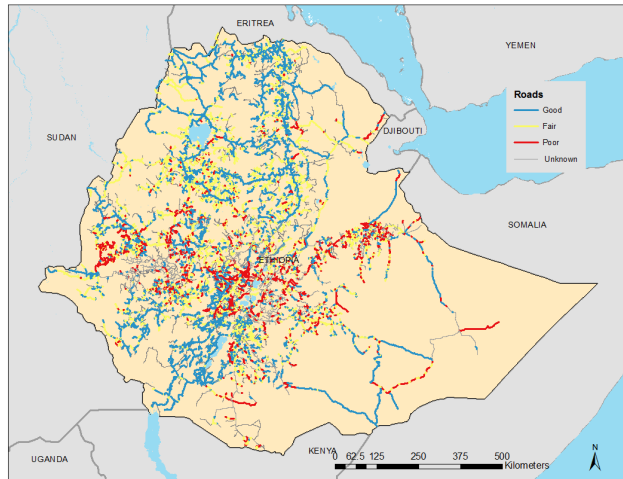 ERITREA
YEMEN
Roads
Good
Fair
Poor
Unknown
SUDAN
DJIBOUTI
SOMALIA
ETHIOPIA
UGANDA
KENYA
0 62.5 125 250 375 500
Kilometers
N